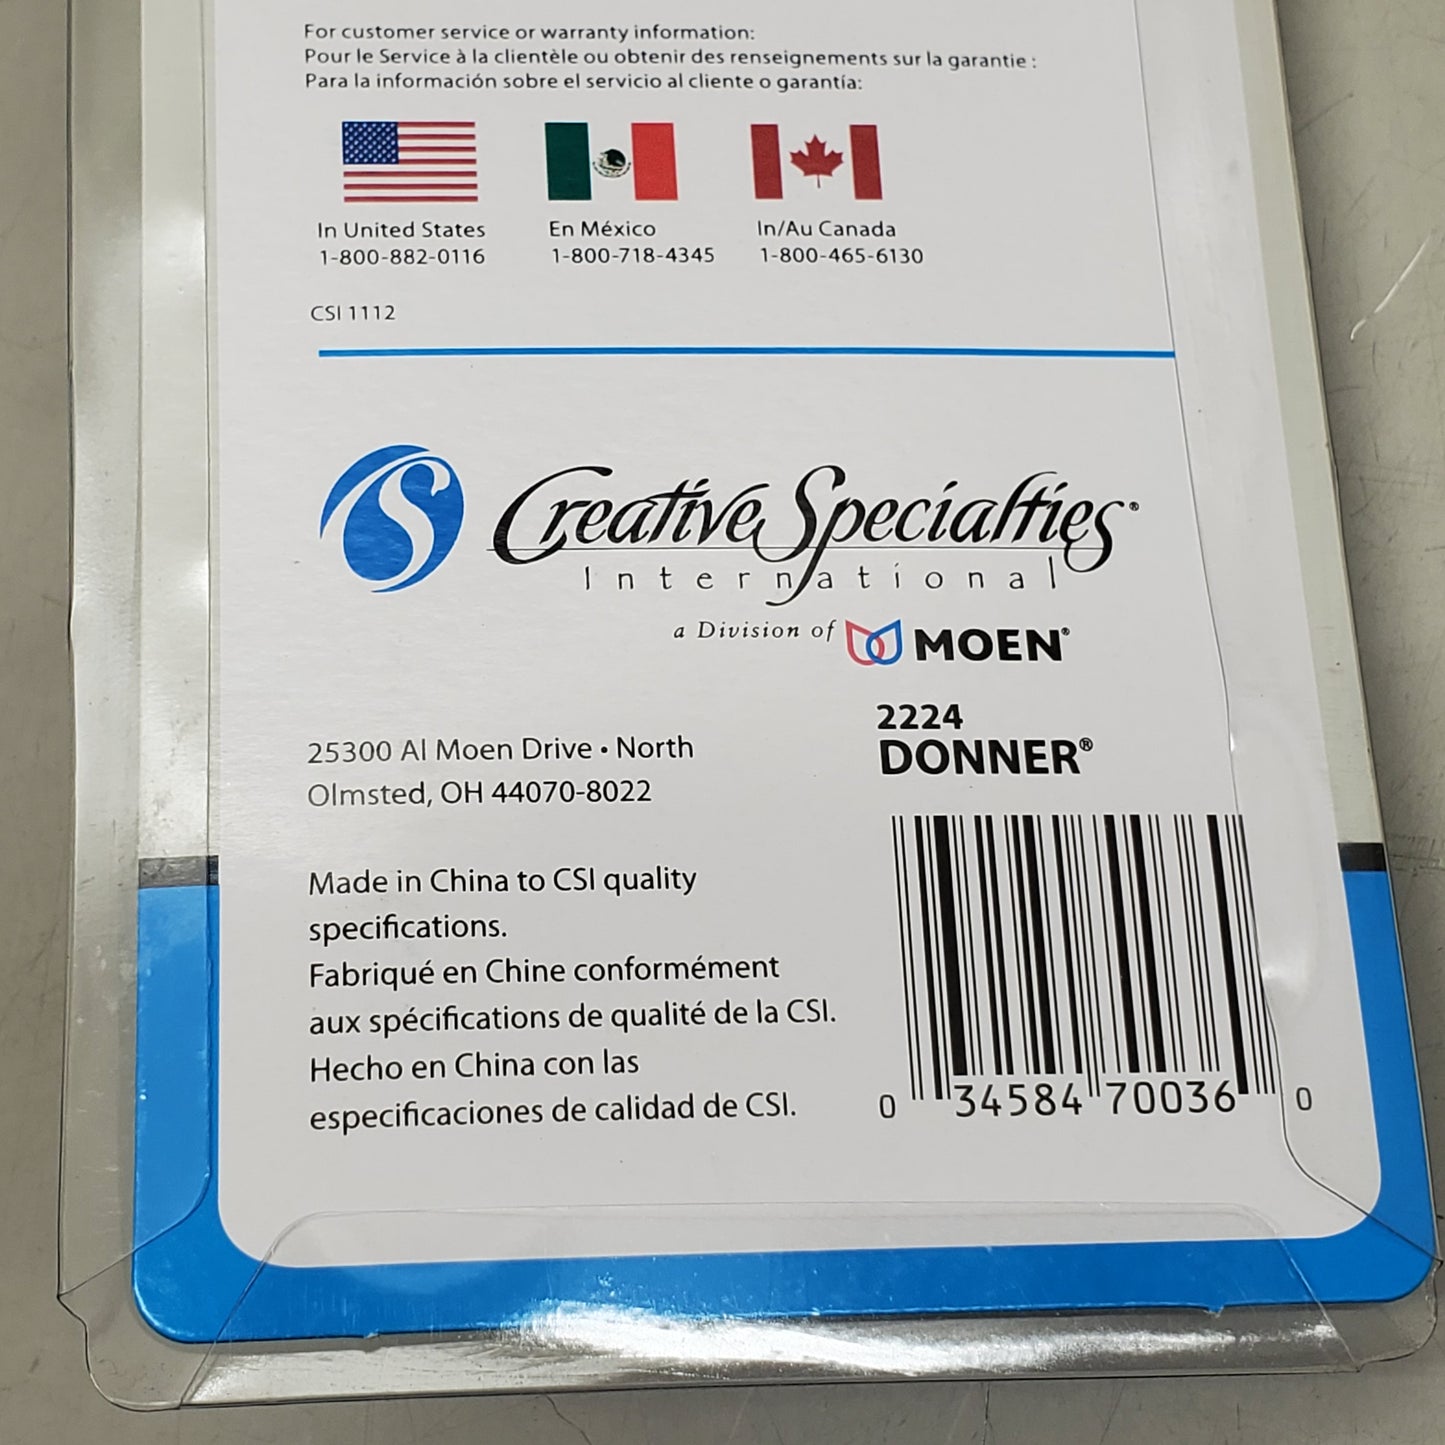 For customer service or warranty information:
Pour le Service à la clientèle ou obtenir des renseignements sur la garantie :
Para la información sobre el servicio al cliente o garantía:
In United States
1-800-882-0116
En México
1-800-718-4345
In/Au Canada
1-800-465-6130
CSI 1112
Creative Specialties®
International
a Division of MOEN®
2224
DONNER®
25300 Al Moen Drive • North
Olmsted, OH 44070-8022
Made in China to CSI quality
specifications.
Fabriqué en Chine conformément
aux spécifications de qualité de la CSI.
Hecho en China con las
especificaciones de calidad de CSI.
0 34584 70036 0